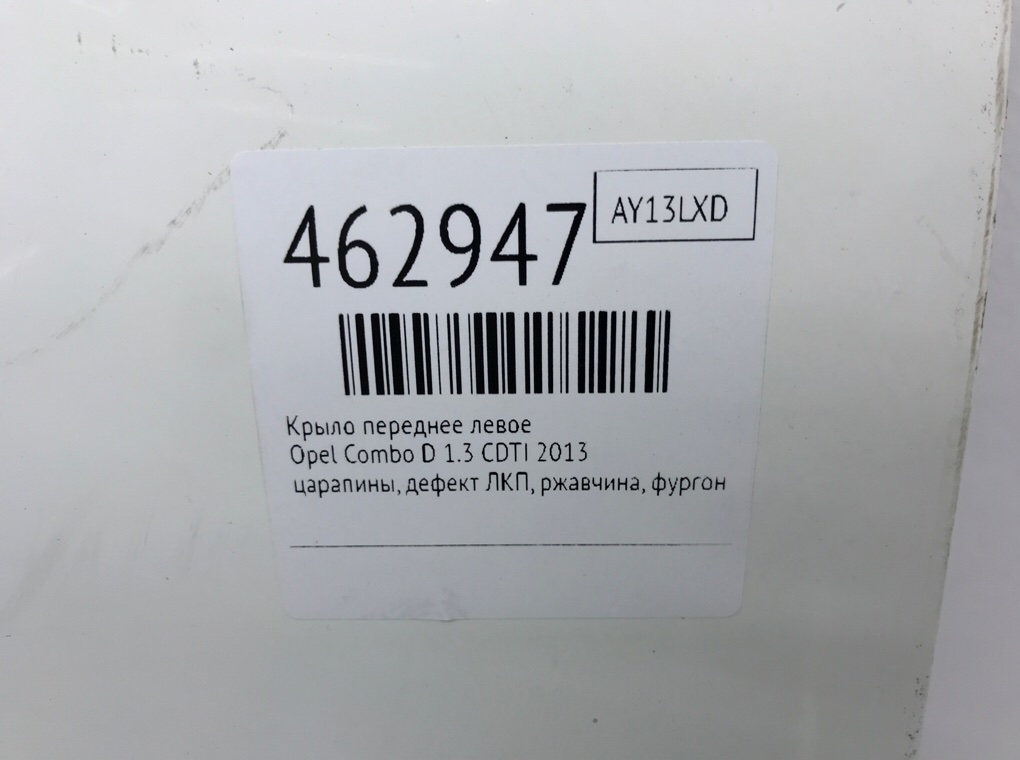 462947
AY13LXD
Крыло переднее левое
Opel Combo D 1.3 CDTI 2013
царапины, дефект ЛКП, ржавчина, фургон